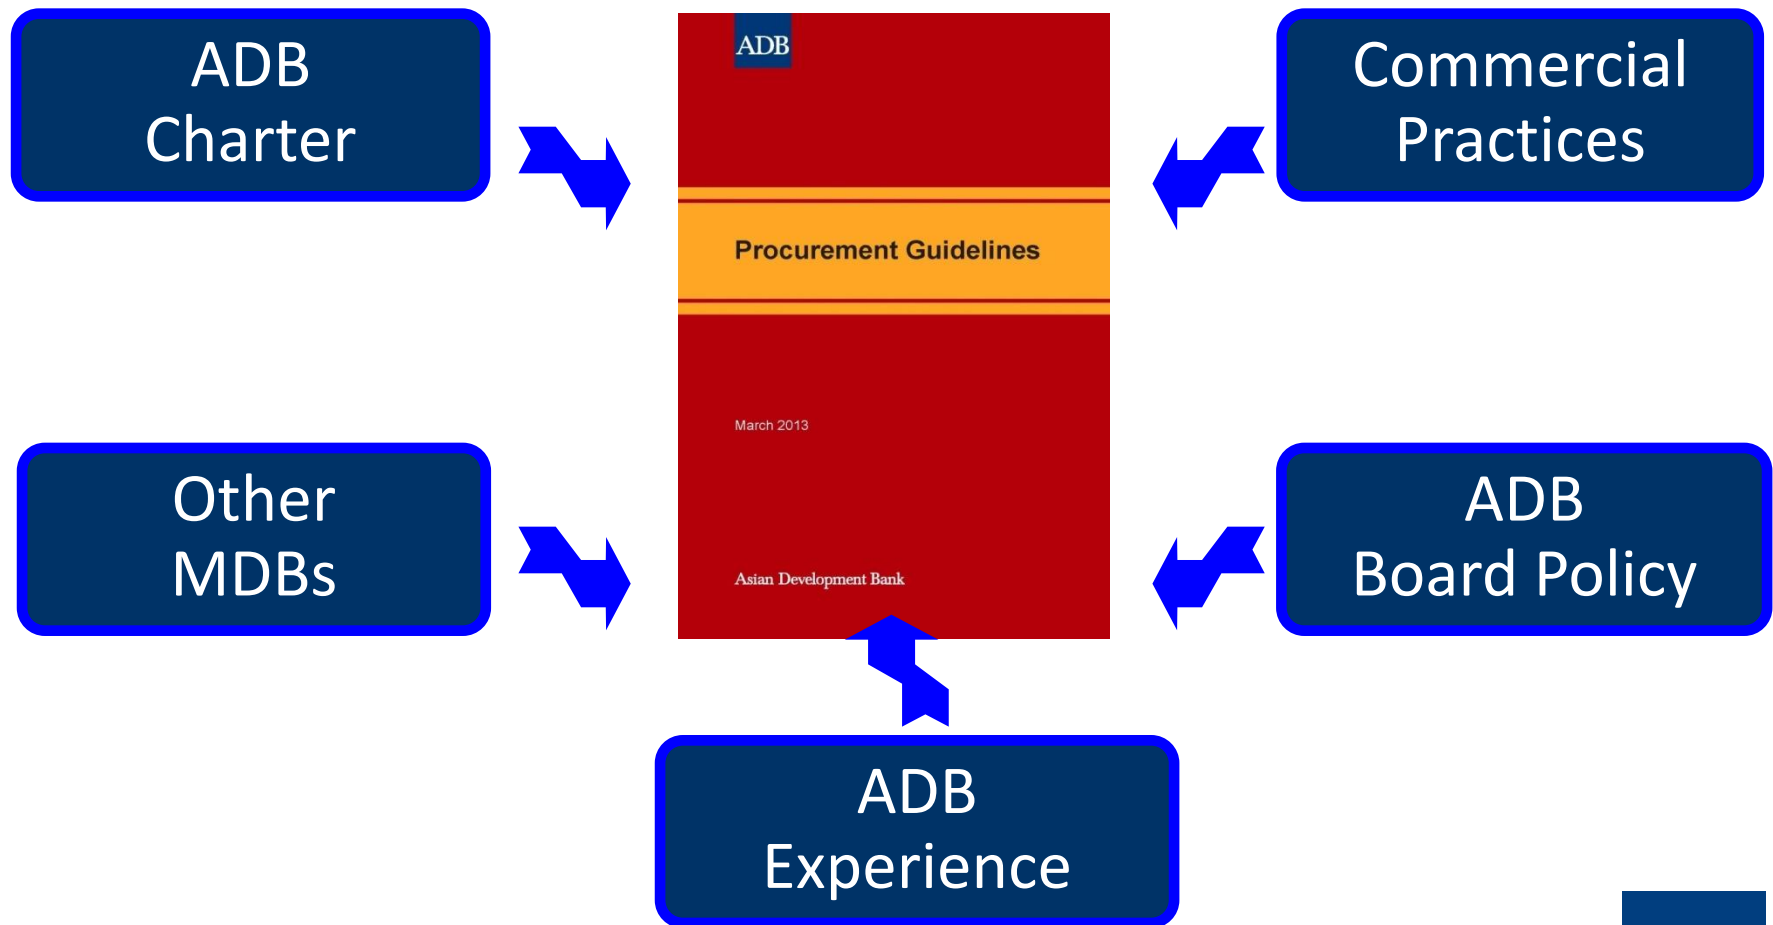 ADB
Charter
ADB
Commercial
Practices
Procurement Guidelines
March 2013
Other
MDBs
ADB
Board Policy
Asian Development Bank
ADB
Experience